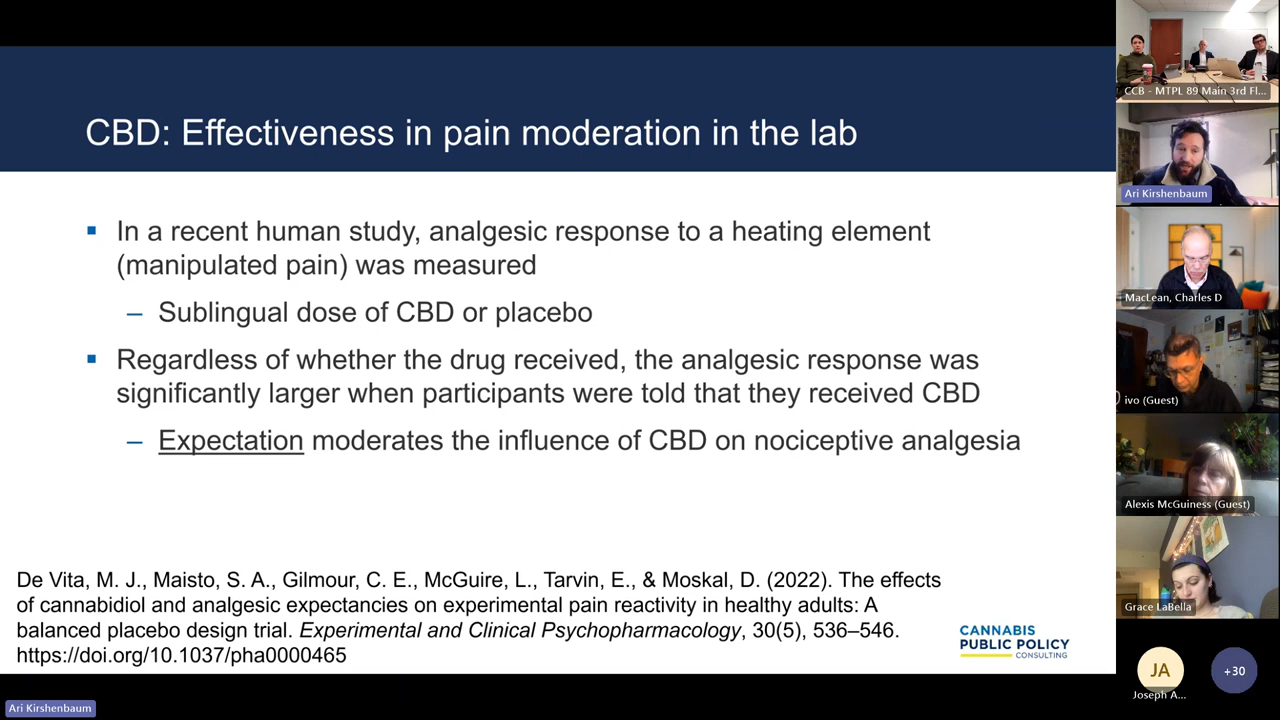 CBD: Effectiveness in pain moderation in the lab
▪ In a recent human study, analgesic response to a heating element
(manipulated pain) was measured
– Sublingual dose of CBD or placebo
▪ Regardless of whether the drug received, the analgesic response was
significantly larger when participants were told that they received CBD
– Expectation moderates the influence of CBD on nociceptive analgesia
De Vita, M. J., Maisto, S. A., Gilmour, C. E., McGuire, L., Tarvin, E., & Moskal, D. (2022). The effects
of cannabidiol and analgesic expectancies on experimental pain reactivity in healthy adults: A
balanced placebo design trial. Experimental and Clinical Psychopharmacology, 30(5), 536–546.
https://doi.org/10.1037/pha0000465
CANNABIS
PUBLIC POLICY
CONSULTING
Ari Kirshenbaum
CCB - MTPL 89 Main 3rd Fl...
Ari Kirshenbaum
MacLean, Charles D
ivo (Guest)
Alexis McGuiness (Guest)
Grace LaBella
JA
Joseph A...
+30